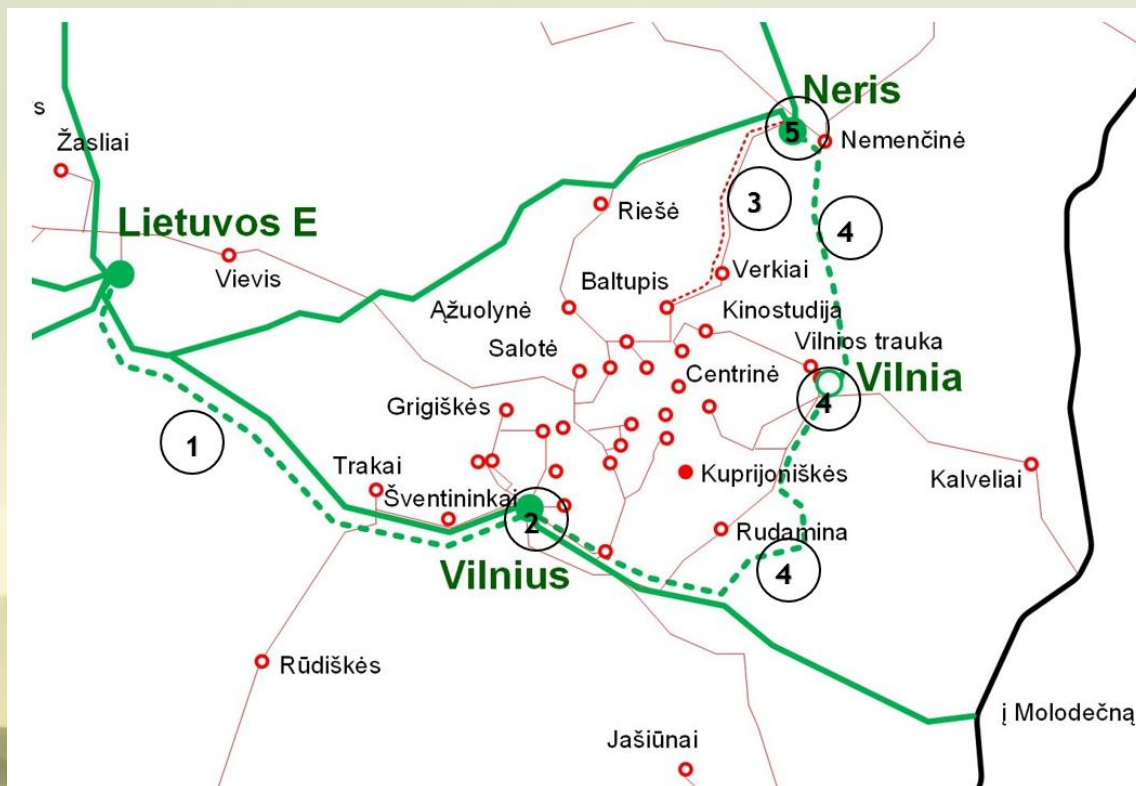 Neris
5
Nemenčinė
s
Žasliai
3
Riešė
Lietuvos E
4
Vievis
Baltupis
Verkiai
Ąžuolynė
Kinostudija
Salotė
Vilnios trauka
Centrinė
Vilnia
4
Grigiškės
1
Trakai
Kuprijoniškės
Kalveliai
Šventininkai
2
Rudamina
Vilnius
4
Rūdiškės
į Molodečną
Jašiūnai